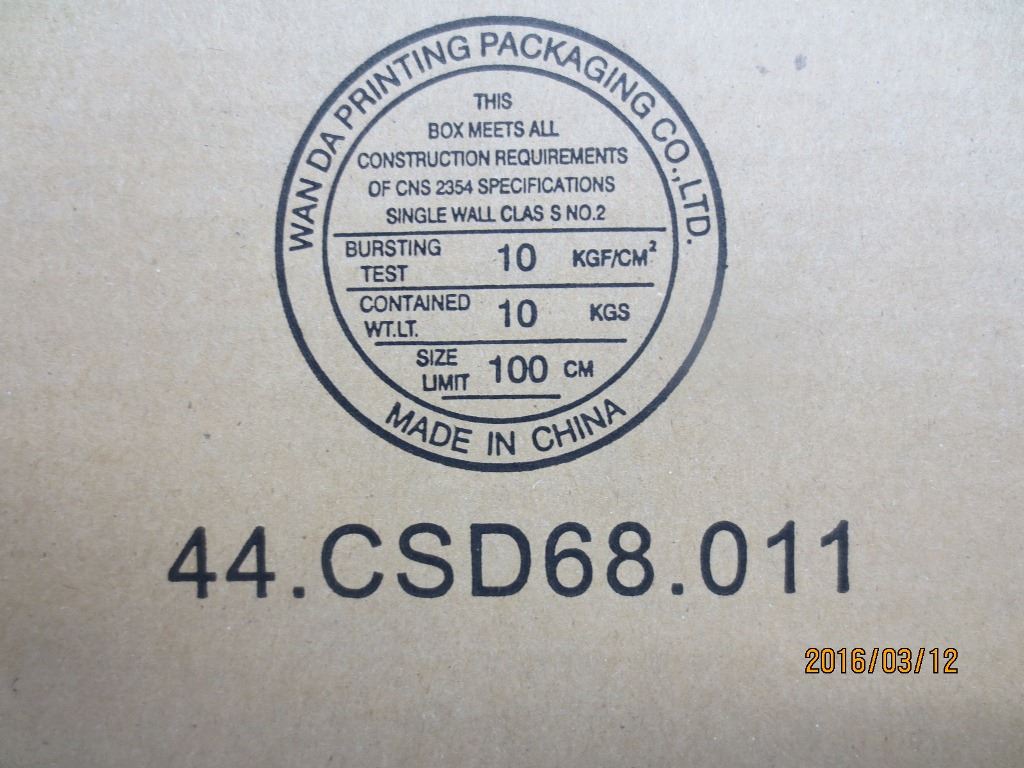 WAN DA PRINTING PACKAGING CO.,LTD.
THIS
BOX MEETS ALL
CONSTRUCTION REQUIREMENTS
OF CNS 2354 SPECIFICATIONS
SINGLE WALL CLAS S NO.2
BURSTING TEST 10 KGF/CM²
CONTAINED WT.LT. 10 KGS
SIZE LIMIT 100 CM
MADE IN CHINA
44.CSD68.011
2016/03/12